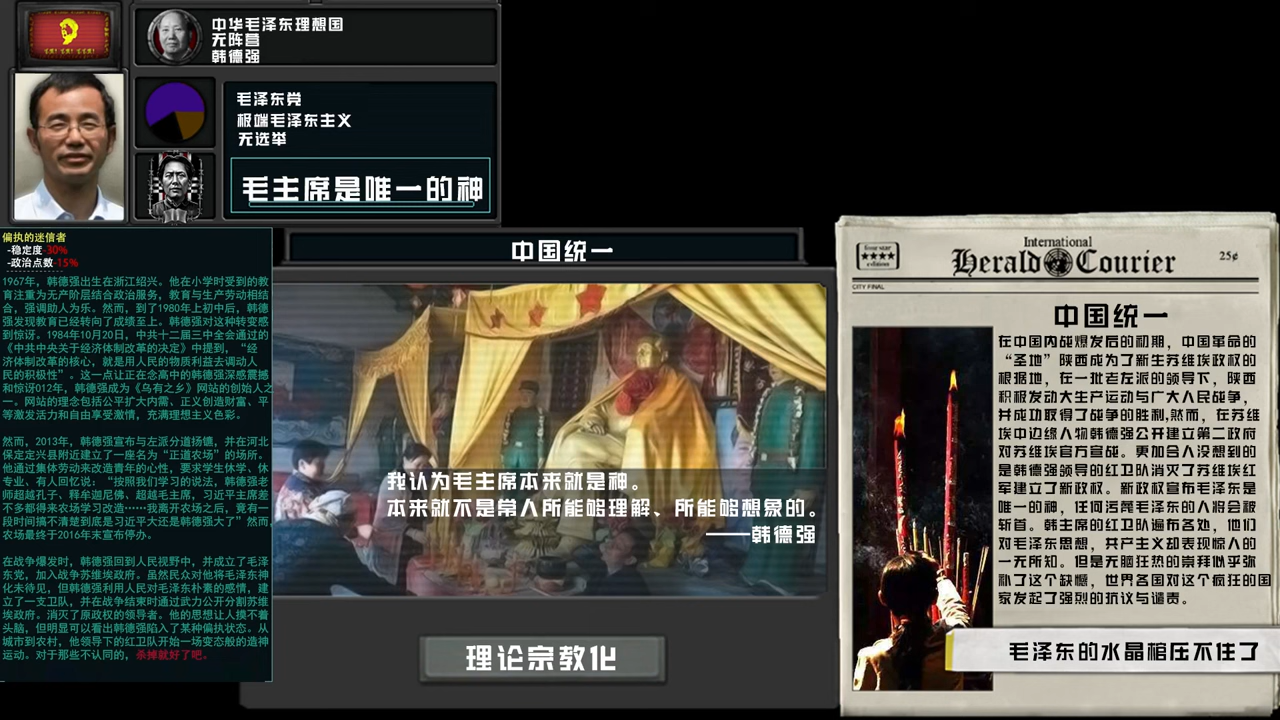 中华毛泽东理想国
无阵营
韩德强
毛泽东党
极端毛泽东主义
无选举
毛主席是唯一的神
偏执的迷信者
-稳定度-30%
-政治点数-15%
1967年，韩德强出生在浙江绍兴。他在小学时受到的教
育注重为无产阶层结合政治服务，教育与生产劳动相结
合，强调助人为乐。然而，到了1980年上初中后，韩德
强发现教育已经转向了成绩至上。韩德强对这种转变感
到惊讶。1984年10月20日，中共十二届三中全会通过的
《中共中央关于经济体制改革的决定》中提到，“经
济体制改革的核心，就是用人民的物质利益去调动人
民的积极性”。这一点让正在念高中的韩德强深感震撼
和惊讶012年，韩德强成为《乌有之乡》网站的创始人之
一。网站的理念包括公平扩大内需、正义创造财富、平
等激发活力和自由享受激情，充满理想主义色彩。
然而，2013年，韩德强宣布与左派分道扬镳，并在河北
保定定兴县附近建立了一座名为“正道农场”的场所。
他通过集体劳动来改造青年的心性，要求学生休学、休
专业、有人回忆说：“按照我们学习的说法，韩德强老
师超越孔子、释迦尼佛、超越毛主席，习近平主席差
不多都得来农场学习改造……我离开农场之后，竟有一
段时间搞不清楚到底是习近平大还是韩德强大了”然而，
农场最终于2016年末宣布停办。
在战争爆发时，韩德强回到人民视野中，并成立了毛泽
东党，加入战争苏维埃政府。虽然民众对他将毛泽东神
化未待见，但韩德强利用人民对毛泽东朴素的感情，建
立了一支卫队，并在战争结束时通过武力公开分割苏维
埃政府。消灭了原政权的领导者。他的思想让人摸不着
头脑，但明显可以看出韩德强陷入了某种偏执状态。从
城市到农村，他领导下的红卫队开始一场变态般的造神
运动。对于那些不认同的，杀掉就好了吧。
中国统一
我认为毛主席本来就是神。
本来就不是常人所能够理解、所能够想象的。
——韩德强
理论宗教化
four star
★★★★
edition
International
Herald Courier
25¢
CITY FINAL
中国统一
在中国内战爆发后的初期，中国革命的
“圣地”陕西成为了新生苏维埃政权的
根据地，在一批老左派的领导下，陕西
积极发动大生产运动与广大人民战争，
并成功取得了战争的胜利,然而，在苏维
埃中边缘人物韩德强公开建立第二政府
对苏维埃官方宣战。更加令人没想到的
是韩德强领导的红卫队消灭了苏维埃红
军建立了新政权。新政权宣布毛泽东是
唯一的神，任何污蔑毛泽东的人将会被
斩首。韩主席的红卫队遍布各处，他们
对毛泽东思想，共产主义却表现惊人的
一无所知。但是无脑狂热的崇拜似乎弥
补了这个缺憾，世界各国对这个疯狂的国
家发起了强烈的抗议与谴责。
毛泽东的水晶棺压不住了